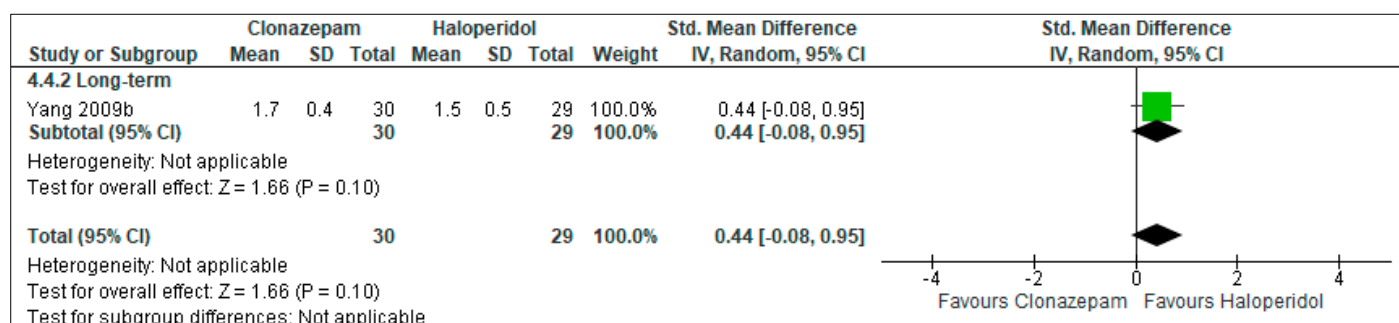 Clonazepam Haloperidol Std. Mean Difference Std. Mean Difference
Study or Subgroup Mean SD Total Mean SD Total Weight IV, Random, 95% CI IV, Random, 95% CI
4.4.2 Long-term
Yang 2009b 1.7 0.4 30 1.5 0.5 29 100.0% 0.44 [-0.08, 0.95]
Subtotal (95% CI) 30 29 100.0% 0.44 [-0.08, 0.95]
Heterogeneity: Not applicable
Test for overall effect: Z = 1.66 (P = 0.10)
Total (95% CI) 30 29 100.0% 0.44 [-0.08, 0.95]
Heterogeneity: Not applicable
Test for overall effect: Z = 1.66 (P = 0.10)
Test for subgroup differences: Not applicable
-4 -2 0 2 4
Favours Clonazepam Favours Haloperidol